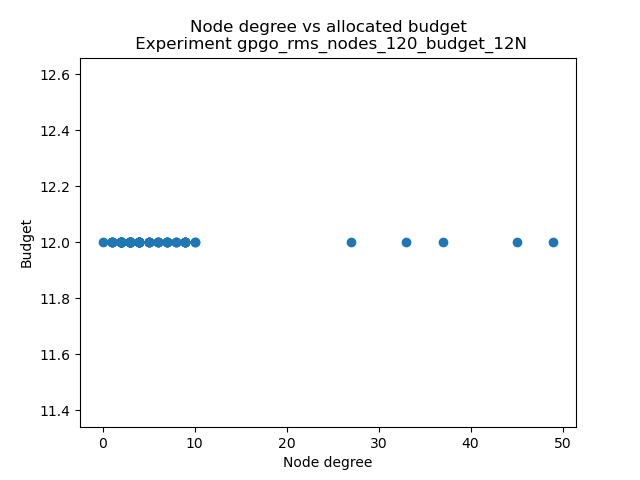 Node degree vs allocated budget
Experiment gpgo_rms_nodes_120_budget_12N
12.6
12.4
12.2
12.0
11.8
11.6
11.4
Budget
0 10 20 30 40 50
Node degree